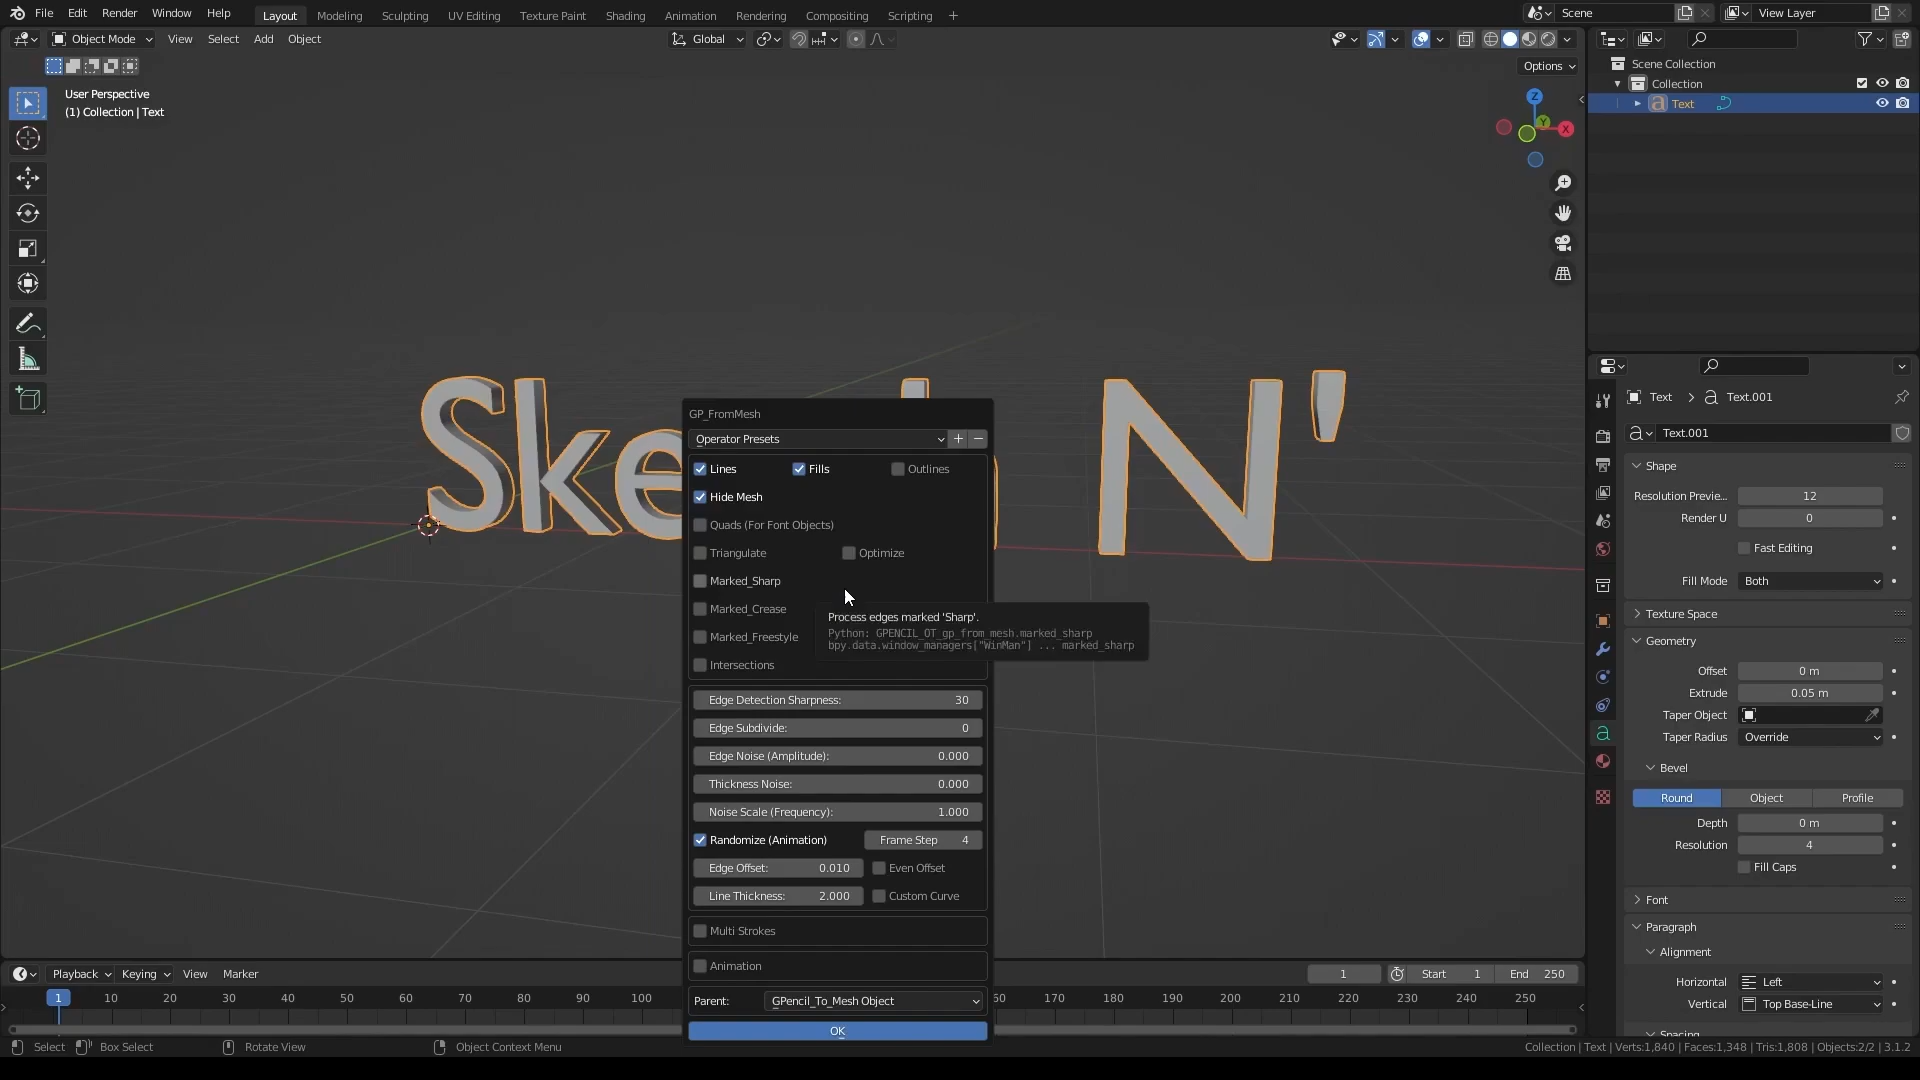 File Edit Render Window Help Layout Modeling Sculpting UV Editing Texture Paint Shading Animation Rendering Compositing Scripting + Scene View Layer
Object Mode View Select Add Object Global
Options
User Perspective
(1) Collection | Text
Z
Y
X
Scene Collection
Collection
Text
Ske N'
GP_FromMesh
Operator Presets
Lines Fills Outlines
Hide Mesh
Quads (For Font Objects)
Triangulate Optimize
Marked_Sharp
Marked_Crease
Marked_Freestyle
Intersections
Process edges marked 'Sharp'.
Python: GPENCIL_OT_gp_from_mesh.marked_sharp
bpy.data.window_managers["WinMan"] ... marked_sharp
Edge Detection Sharpness: 30
Edge Subdivide: 0
Edge Noise (Amplitude): 0.000
Thickness Noise: 0.000
Noise Scale (Frequency): 1.000
Randomize (Animation) Frame Step 4
Edge Offset: 0.010 Even Offset
Line Thickness: 2.000 Custom Curve
Multi Strokes
Animation
Parent: GPencil_To_Mesh Object
OK
Text > Text.001
Text.001
Shape
Resolution Previe... 12
Render U 0
Fast Editing
Fill Mode Both
Texture Space
Geometry
Offset 0 m
Extrude 0.05 m
Taper Object
Taper Radius Override
Bevel
Round Object Profile
Depth 0 m
Resolution 4
Fill Caps
Font
Paragraph
Alignment
Horizontal Left
Vertical Top Base-Line
Spacing
Playback Keying View Marker 1 Start 1 End 250
1 10 20 30 40 50 60 70 80 90 100 60 170 180 190 200 210 220 230 240 250
Select Box Select Rotate View Object Context Menu Collection | Text | Verts:1,840 | Faces:1,348 | Tris:1,808 | Objects:2/2 | 3.1.2